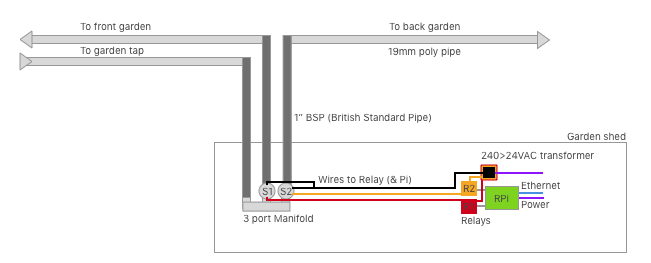 To front garden
To back garden
To garden tap
19mm poly pipe
1” BSP (British Standard Pipe)
Garden shed
240>24VAC transformer
Wires to Relay (& Pi)
S1
S2
R2
RPi
Ethernet
Power
3 port Manifold
Relays